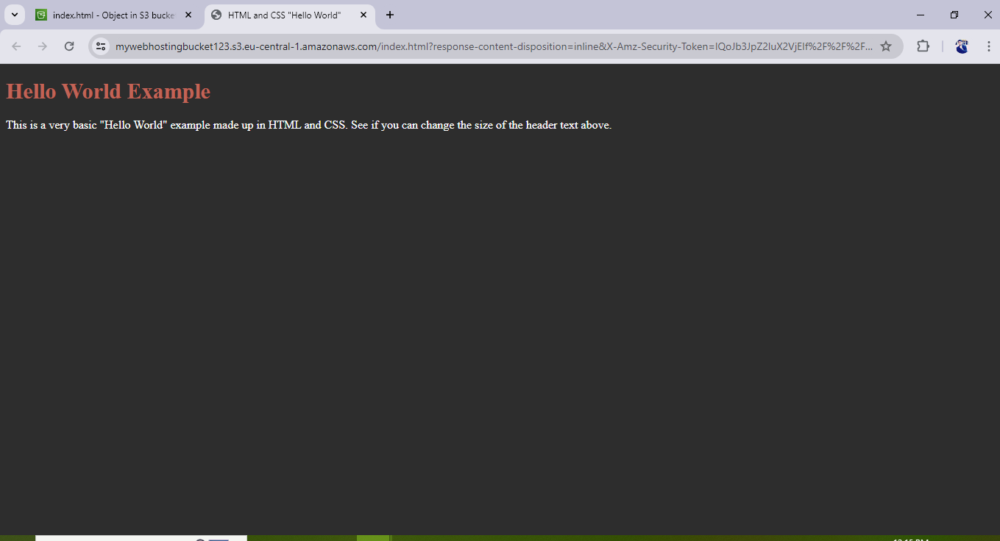 index.html - Object in S3 bucke
HTML and CSS "Hello World"
mywebhostingbucket123.s3.eu-central-1.amazonaws.com/index.html?response-content-disposition=inline&X-Amz-Security-Token=IQoJb3JpZ2luX2VjEIf%2F%2F%2F...
Hello World Example
This is a very basic "Hello World" example made up in HTML and CSS. See if you can change the size of the header text above.